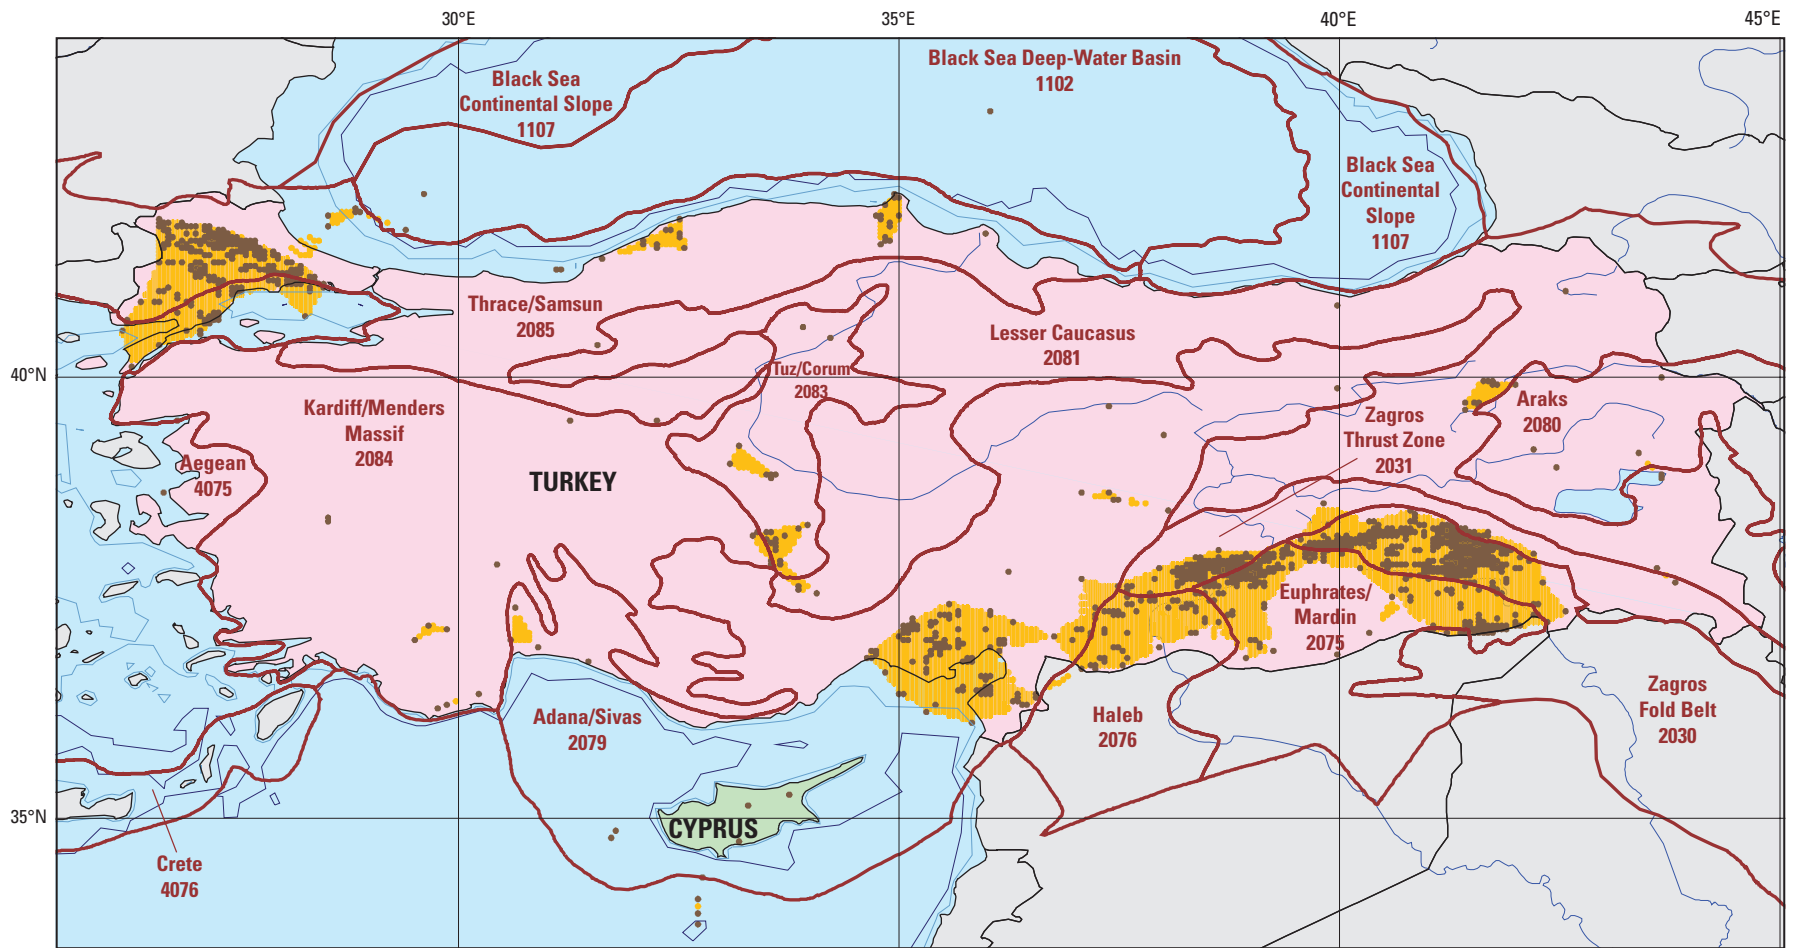 30°E
35°E
40°E
45°E
Black Sea
Continental Slope
1107
Black Sea Deep-Water Basin
1102
Black Sea
Continental
Slope
1107
Thrace/Samsun
2085
Lesser Caucasus
2081
40°N
Tuz/Corum
2083
Kardiff/Menders
Massif
2084
Araks
2080
Zagros
Thrust Zone
2031
Aegean
4075
TURKEY
Euphrates/
Mardin
2075
Adana/Sivas
2079
Haleb
2076
Zagros
Fold Belt
2030
35°N
CYPRUS
Crete
4076